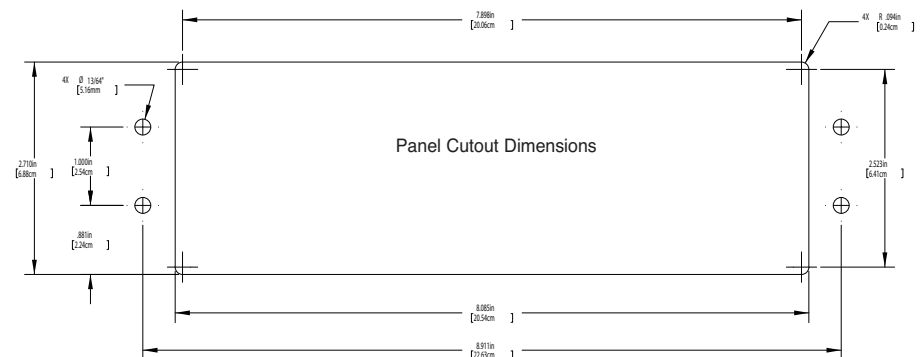 7.898in
[20.06cm ]
4X R .094in
[0.24cm ]
4X Ø 13/64"
[5.16mm ]
Panel Cutout Dimensions
2.710in
[6.88cm ]
1.000in
[2.54cm ]
2.523in
[6.41cm ]
.881in
[2.24cm ]
8.085in
[20.54cm ]
8.911in
[22.63cm ]